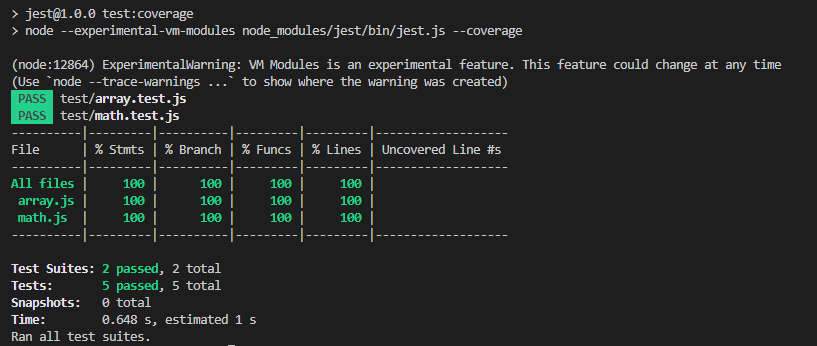 > jest@1.0.0 test:coverage
> node --experimental-vm-modules node_modules/jest/bin/jest.js --coverage
(node:12864) ExperimentalWarning: VM Modules is an experimental feature. This feature could change at any time
(Use `node --trace-warnings ...` to show where the warning was created)
PASS test/array.test.js
PASS test/math.test.js
----------|---------|----------|---------|---------|-------------------
File      | % Stmts | % Branch | % Funcs | % Lines | Uncovered Line #s
----------|---------|----------|---------|---------|-------------------
All files |     100 |      100 |     100 |     100 |
 array.js |     100 |      100 |     100 |     100 |
 math.js  |     100 |      100 |     100 |     100 |
----------|---------|----------|---------|---------|-------------------
Test Suites: 2 passed, 2 total
Tests:       5 passed, 5 total
Snapshots:   0 total
Time:        0.648 s, estimated 1 s
Ran all test suites.